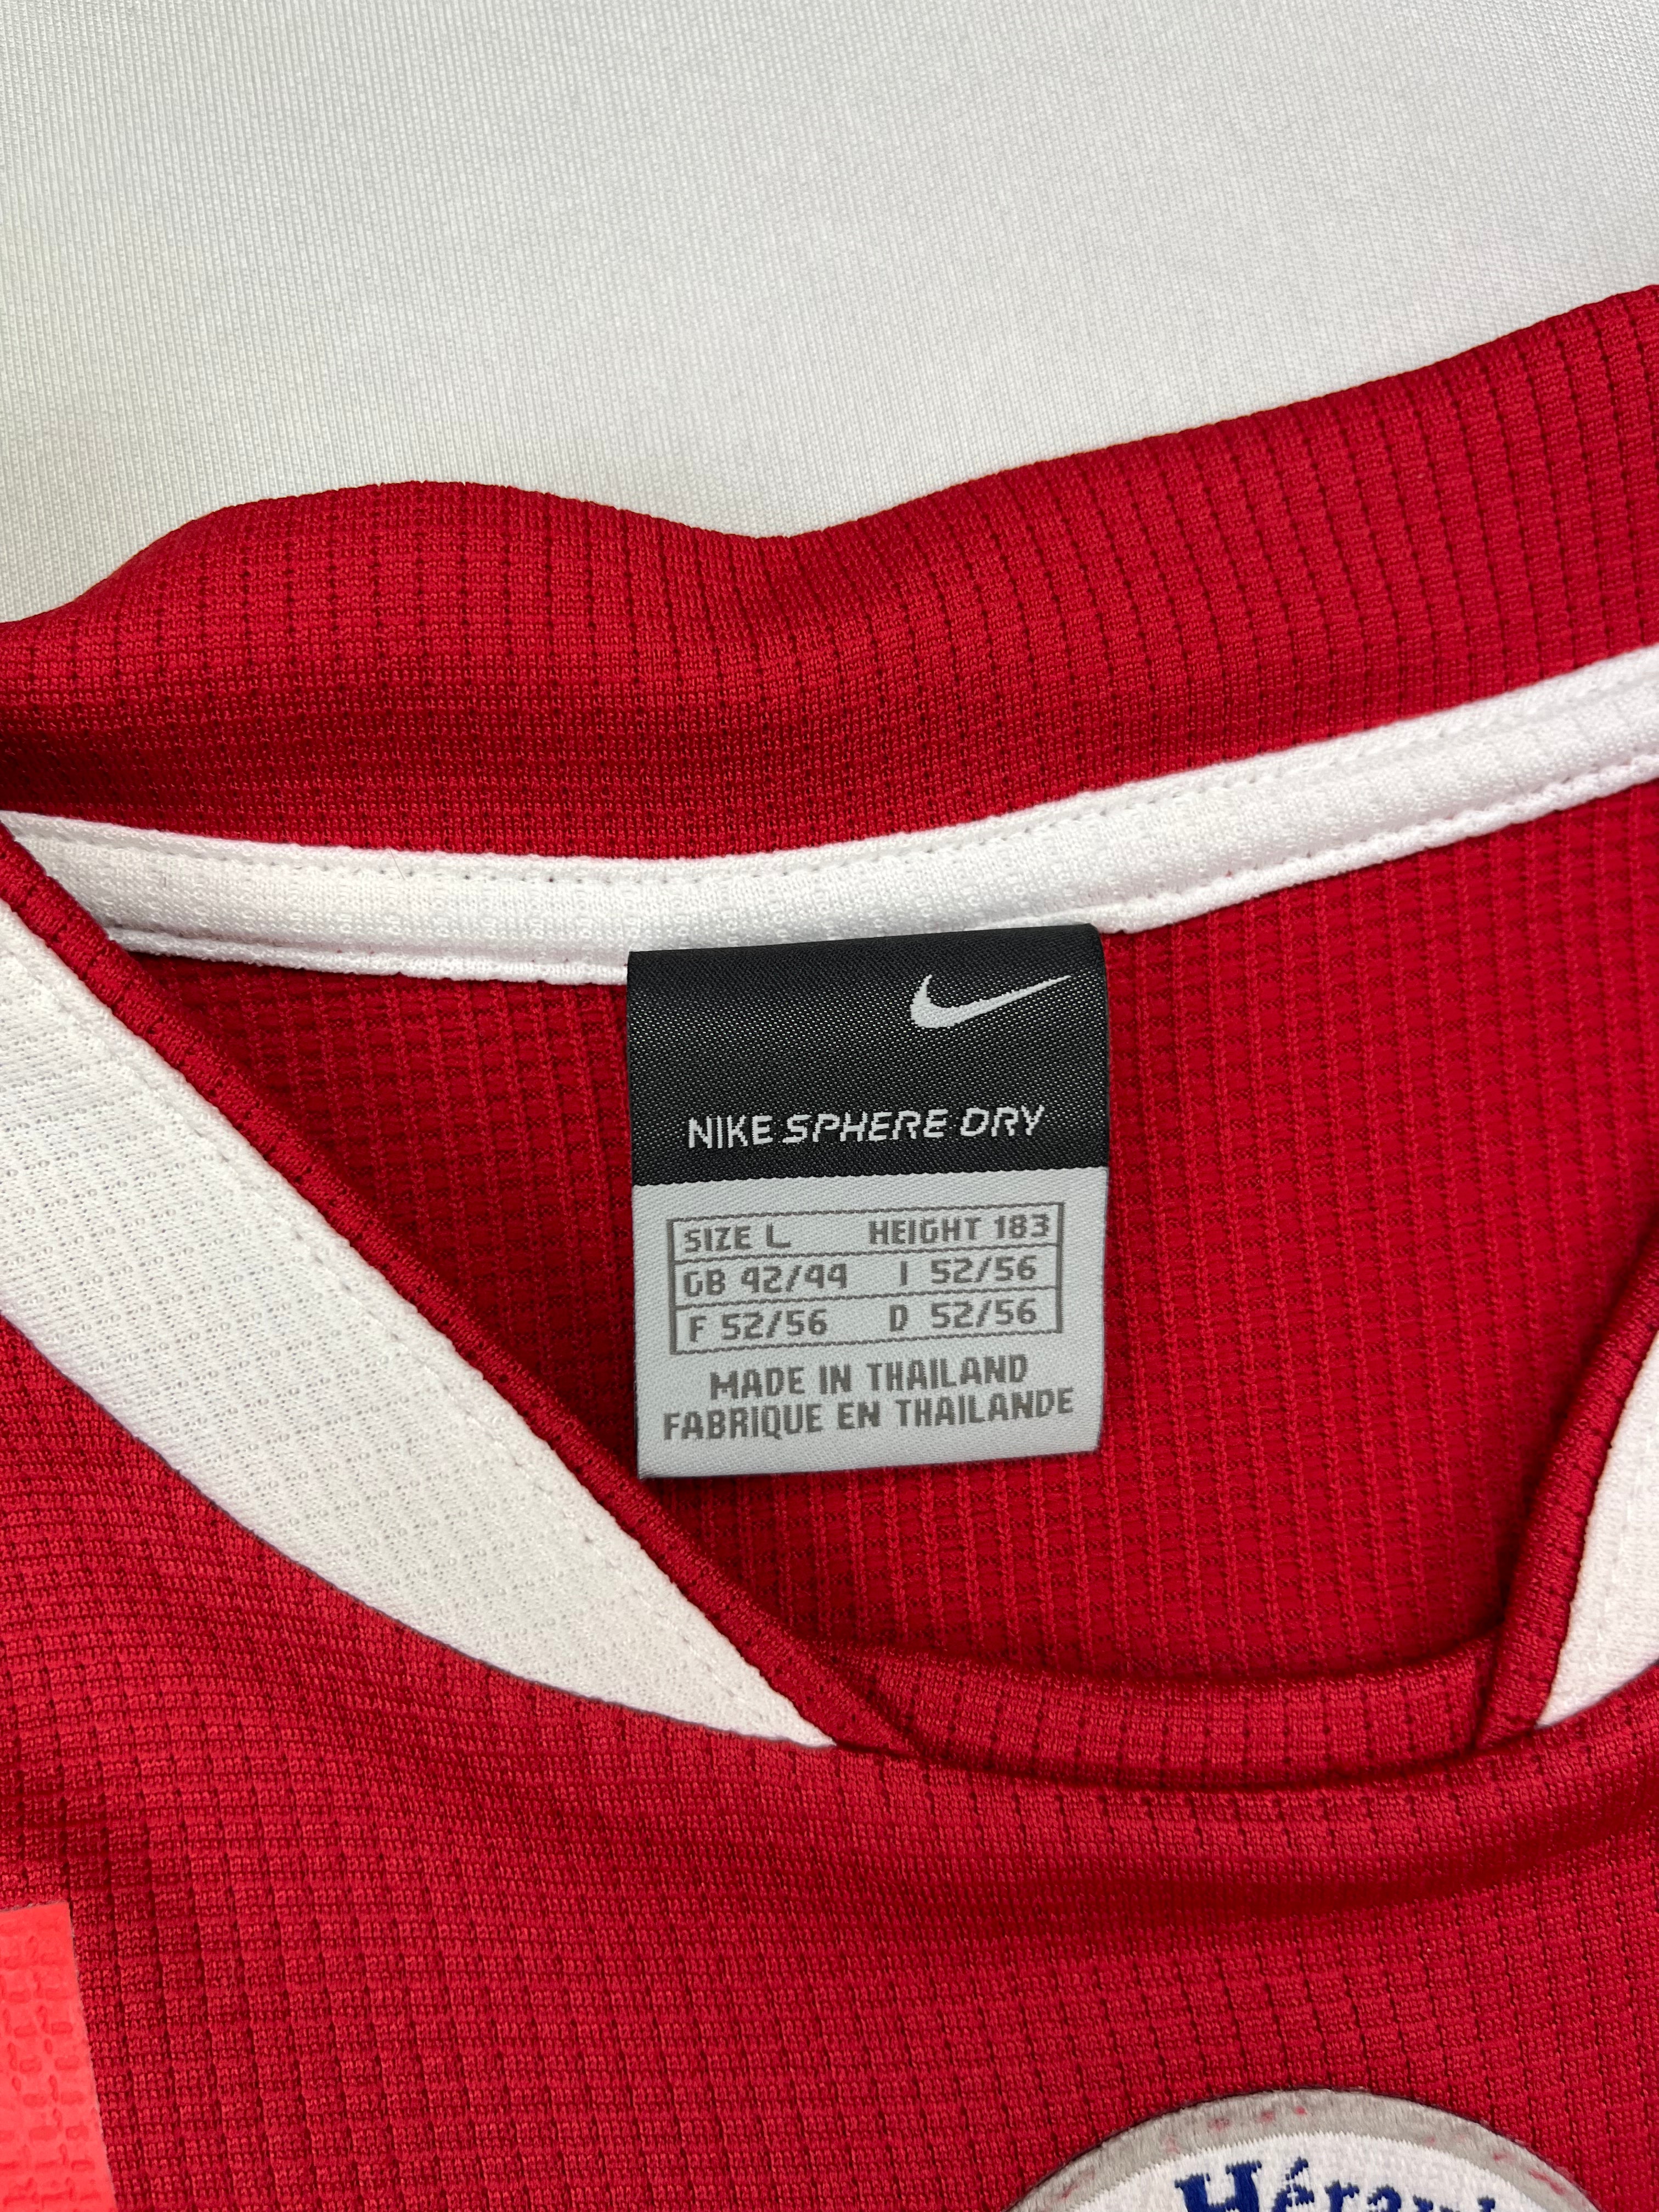 NIKE SPHERE DRY
SIZE L HEIGHT 183
GB 42/44 I 52/56
F 52/56 D 52/56
MADE IN THAILAND
FABRIQUE EN THAILANDE